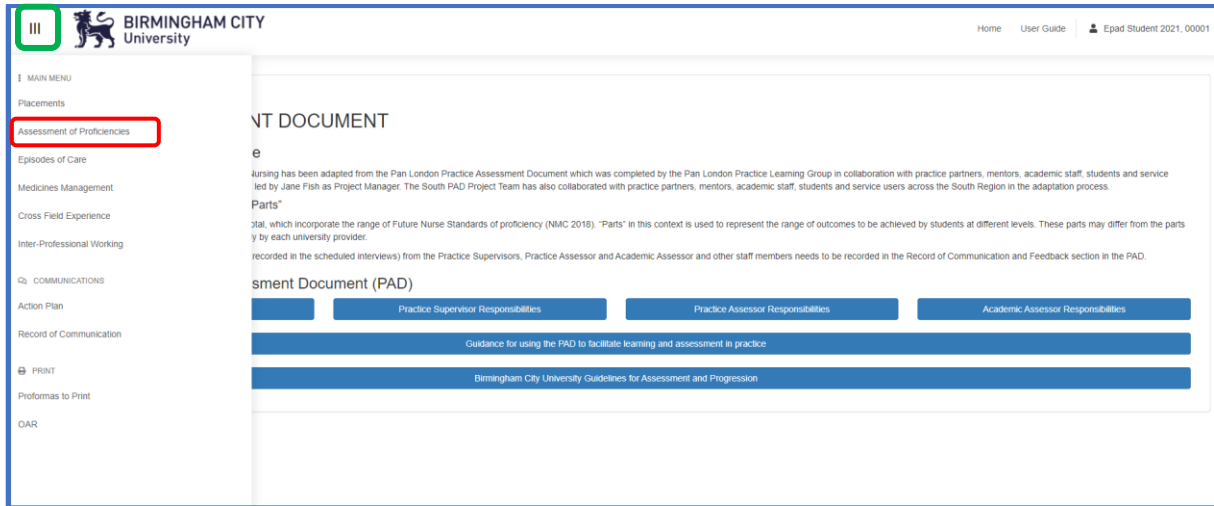 BIRMINGHAM CITY
University
Home User Guide Epad Student 2021, 00001
MAIN MENU
Placements
Assessment of Proficiencies
Episodes of Care
Medicines Management
Cross Field Experience
Inter-Professional Working
COMMUNICATIONS
Action Plan
Record of Communication
PRINT
Proformas to Print
OAR
NT DOCUMENT
e
Nursing has been adapted from the Pan London Practice Assessment Document which was completed by the Pan London Practice Learning Group in collaboration with practice partners, mentors, academic staff, students and service
led by Jane Fish as Project Manager. The South PAD Project Team has also collaborated with practice partners, mentors, academic staff, students and service users across the South Region in the adaptation process.
Parts"
otal, which incorporate the range of Future Nurse Standards of proficiency (NMC 2018). "Parts" in this context is used to represent the range of outcomes to be achieved by students at different levels. These parts may differ from the parts
y by each university provider.
recorded in the scheduled interviews) from the Practice Supervisors, Practice Assessor and Academic Assessor and other staff members needs to be recorded in the Record of Communication and Feedback section in the PAD.
sment Document (PAD)
Practice Supervisor Responsibilities
Practice Assessor Responsibilities
Academic Assessor Responsibilities
Guidance for using the PAD to facilitate learning and assessment in practice
Birmingham City University Guidelines for Assessment and Progression